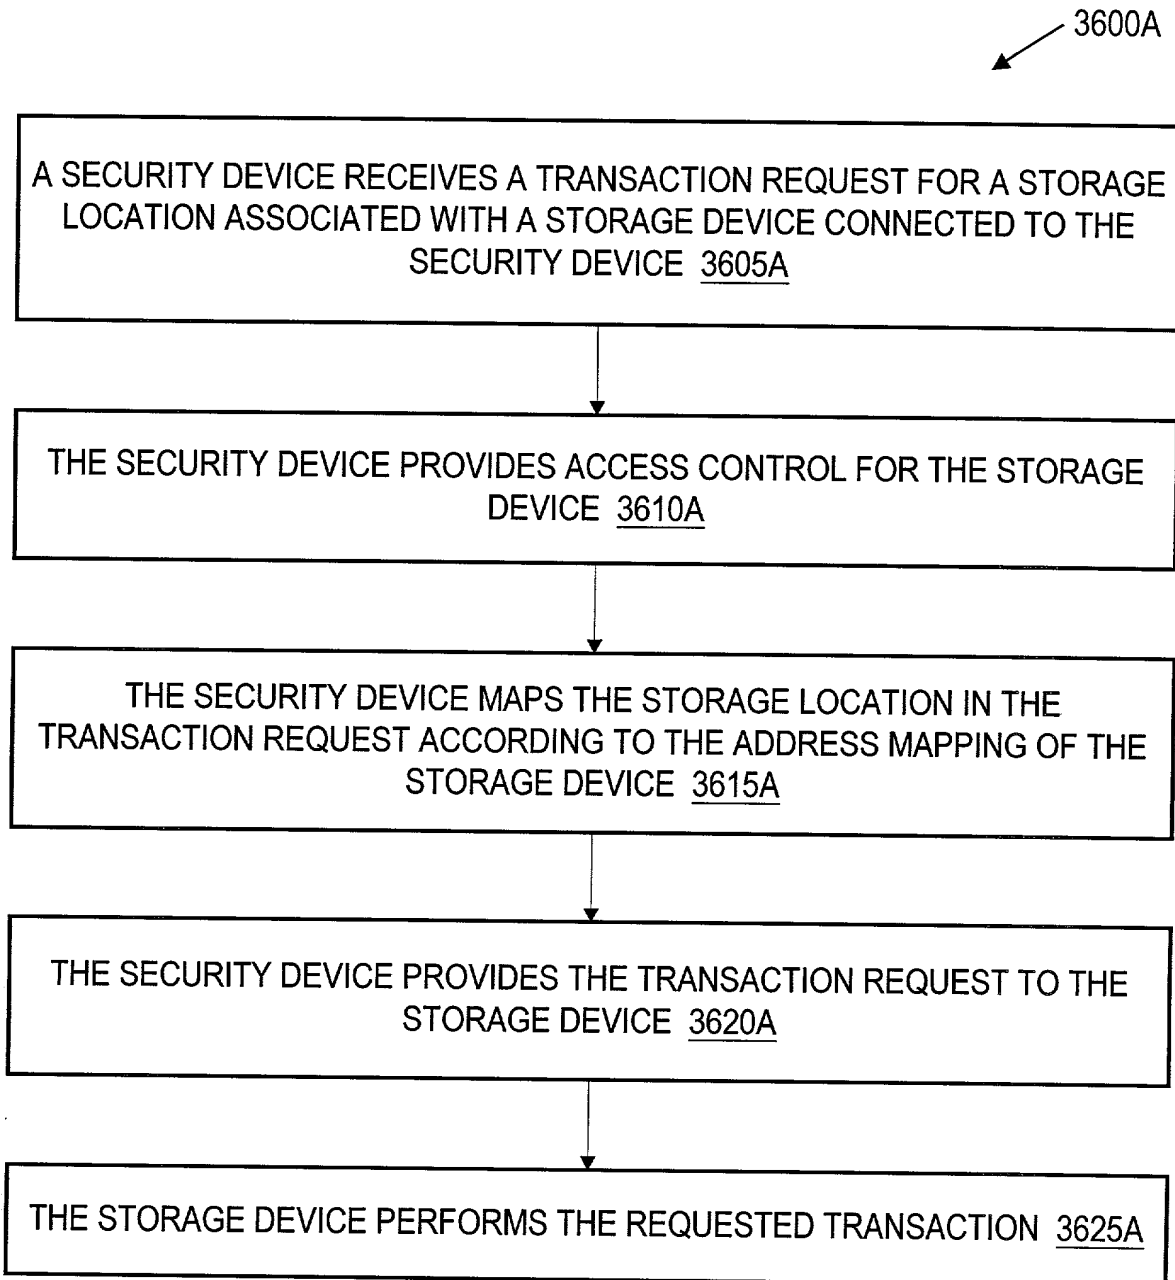 3600A
A SECURITY DEVICE RECEIVES A TRANSACTION REQUEST FOR A STORAGE
LOCATION ASSOCIATED WITH A STORAGE DEVICE CONNECTED TO THE
SECURITY DEVICE 3605A
THE SECURITY DEVICE PROVIDES ACCESS CONTROL FOR THE STORAGE
DEVICE 3610A
THE SECURITY DEVICE MAPS THE STORAGE LOCATION IN THE
TRANSACTION REQUEST ACCORDING TO THE ADDRESS MAPPING OF THE
STORAGE DEVICE 3615A
THE SECURITY DEVICE PROVIDES THE TRANSACTION REQUEST TO THE
STORAGE DEVICE 3620A
THE STORAGE DEVICE PERFORMS THE REQUESTED TRANSACTION 3625A